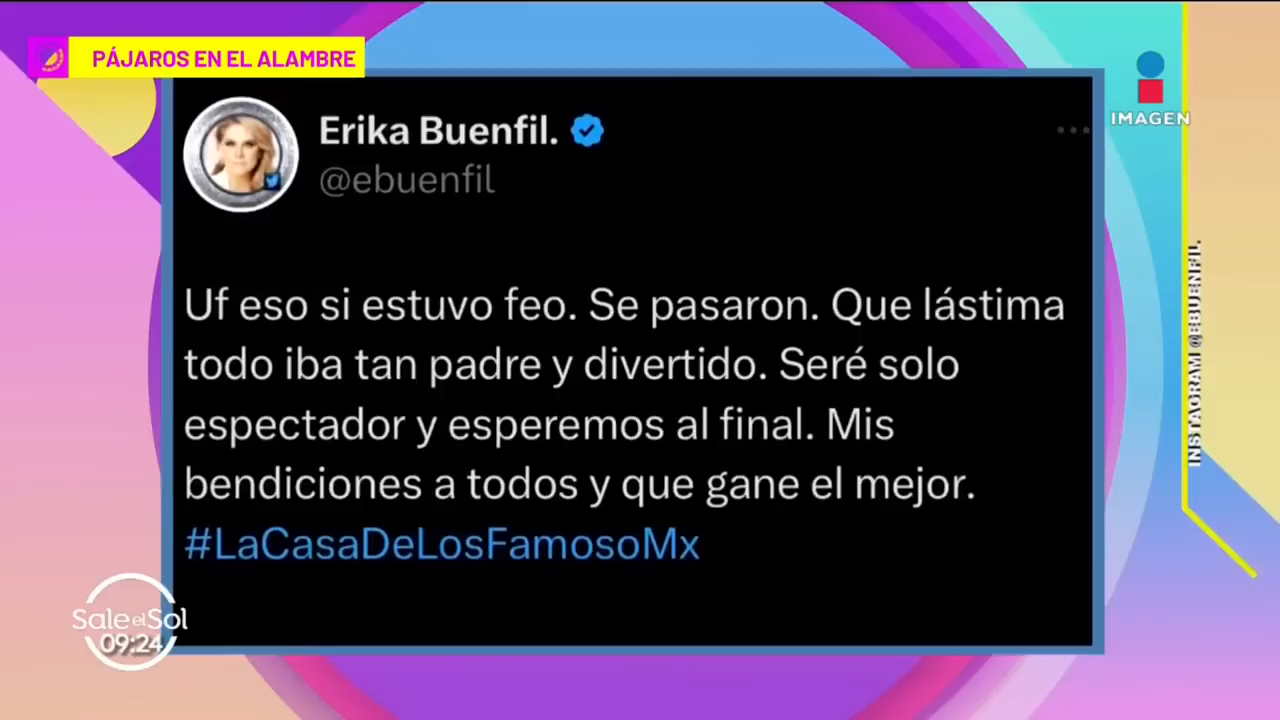 PÁJAROS EN EL ALAMBRE
IMAGEN
Erika Buenfil.
@ebuenfil
Uf eso si estuvo feo. Se pasaron. Que lástima
todo iba tan padre y divertido. Seré solo
espectador y esperemos al final. Mis
bendiciones a todos y que gane el mejor.
#LaCasaDeLosFamosoMx
INSTAGRAM @EBUENFIL.
Sale el Sol
09:24